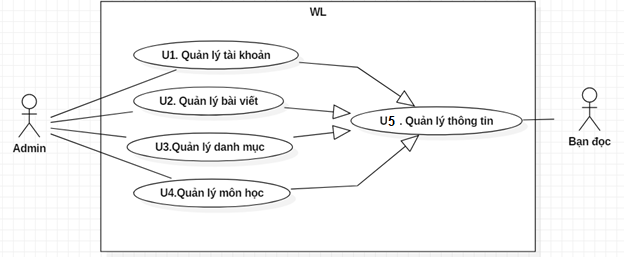 WL
U1. Quản lý tài khoản
U2. Quản lý bài viết
U3.Quản lý danh mục
U4.Quản lý môn học
U5 . Quản lý thông tin
Admin
Bạn đọc